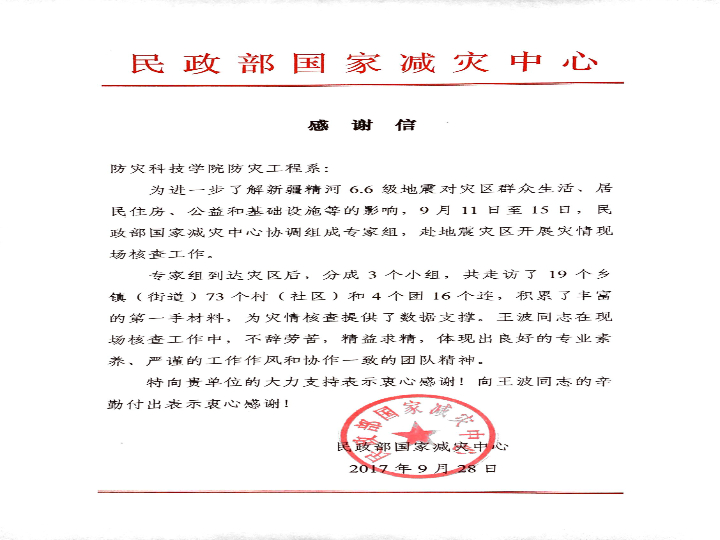 民政部国家减灾中心
感谢信
防灾科技学院防灾工程系：
为进一步了解新疆精河 6.6 级地震对灾区群众生活、居
民住房、公益和基础设施等的影响，9 月 11 日至 15 日，民
政部国家减灾中心协调组成专家组，赴地震灾区开展灾情现
场核查工作。
专家组到达灾区后，分成 3 个小组，共走访了 19 个乡
镇（街道）73 个村（社区）和 4 个团 16 个连，积累了丰富
的第一手材料，为灾情核查提供了数据支撑。王波同志在现
场核查工作中，不辞劳苦，精益求精，体现出良好的专业素
养、严谨的工作作风和协作一致的团队精神。
特向贵单位的大力支持表示衷心感谢！向王波同志的辛
勤付出表示衷心感谢！
民政部国家减灾中心
民政部国家减灾中心
2017 年 9 月 28 日